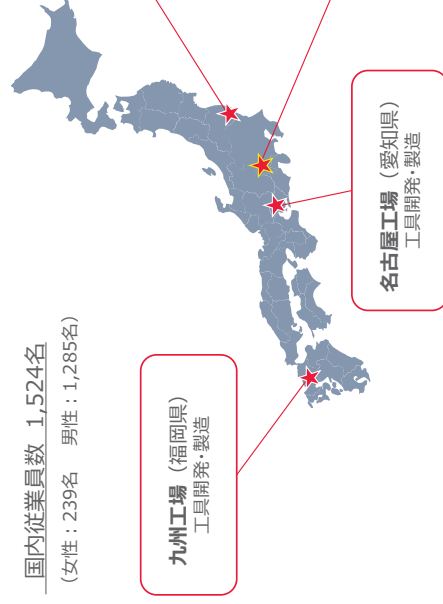 国内従業員数 1,524名
(女性:239名 男性:1,285名)
九州工場(福岡県)
工具開発・製造
名古屋工場(愛知県)
工具開発・製造